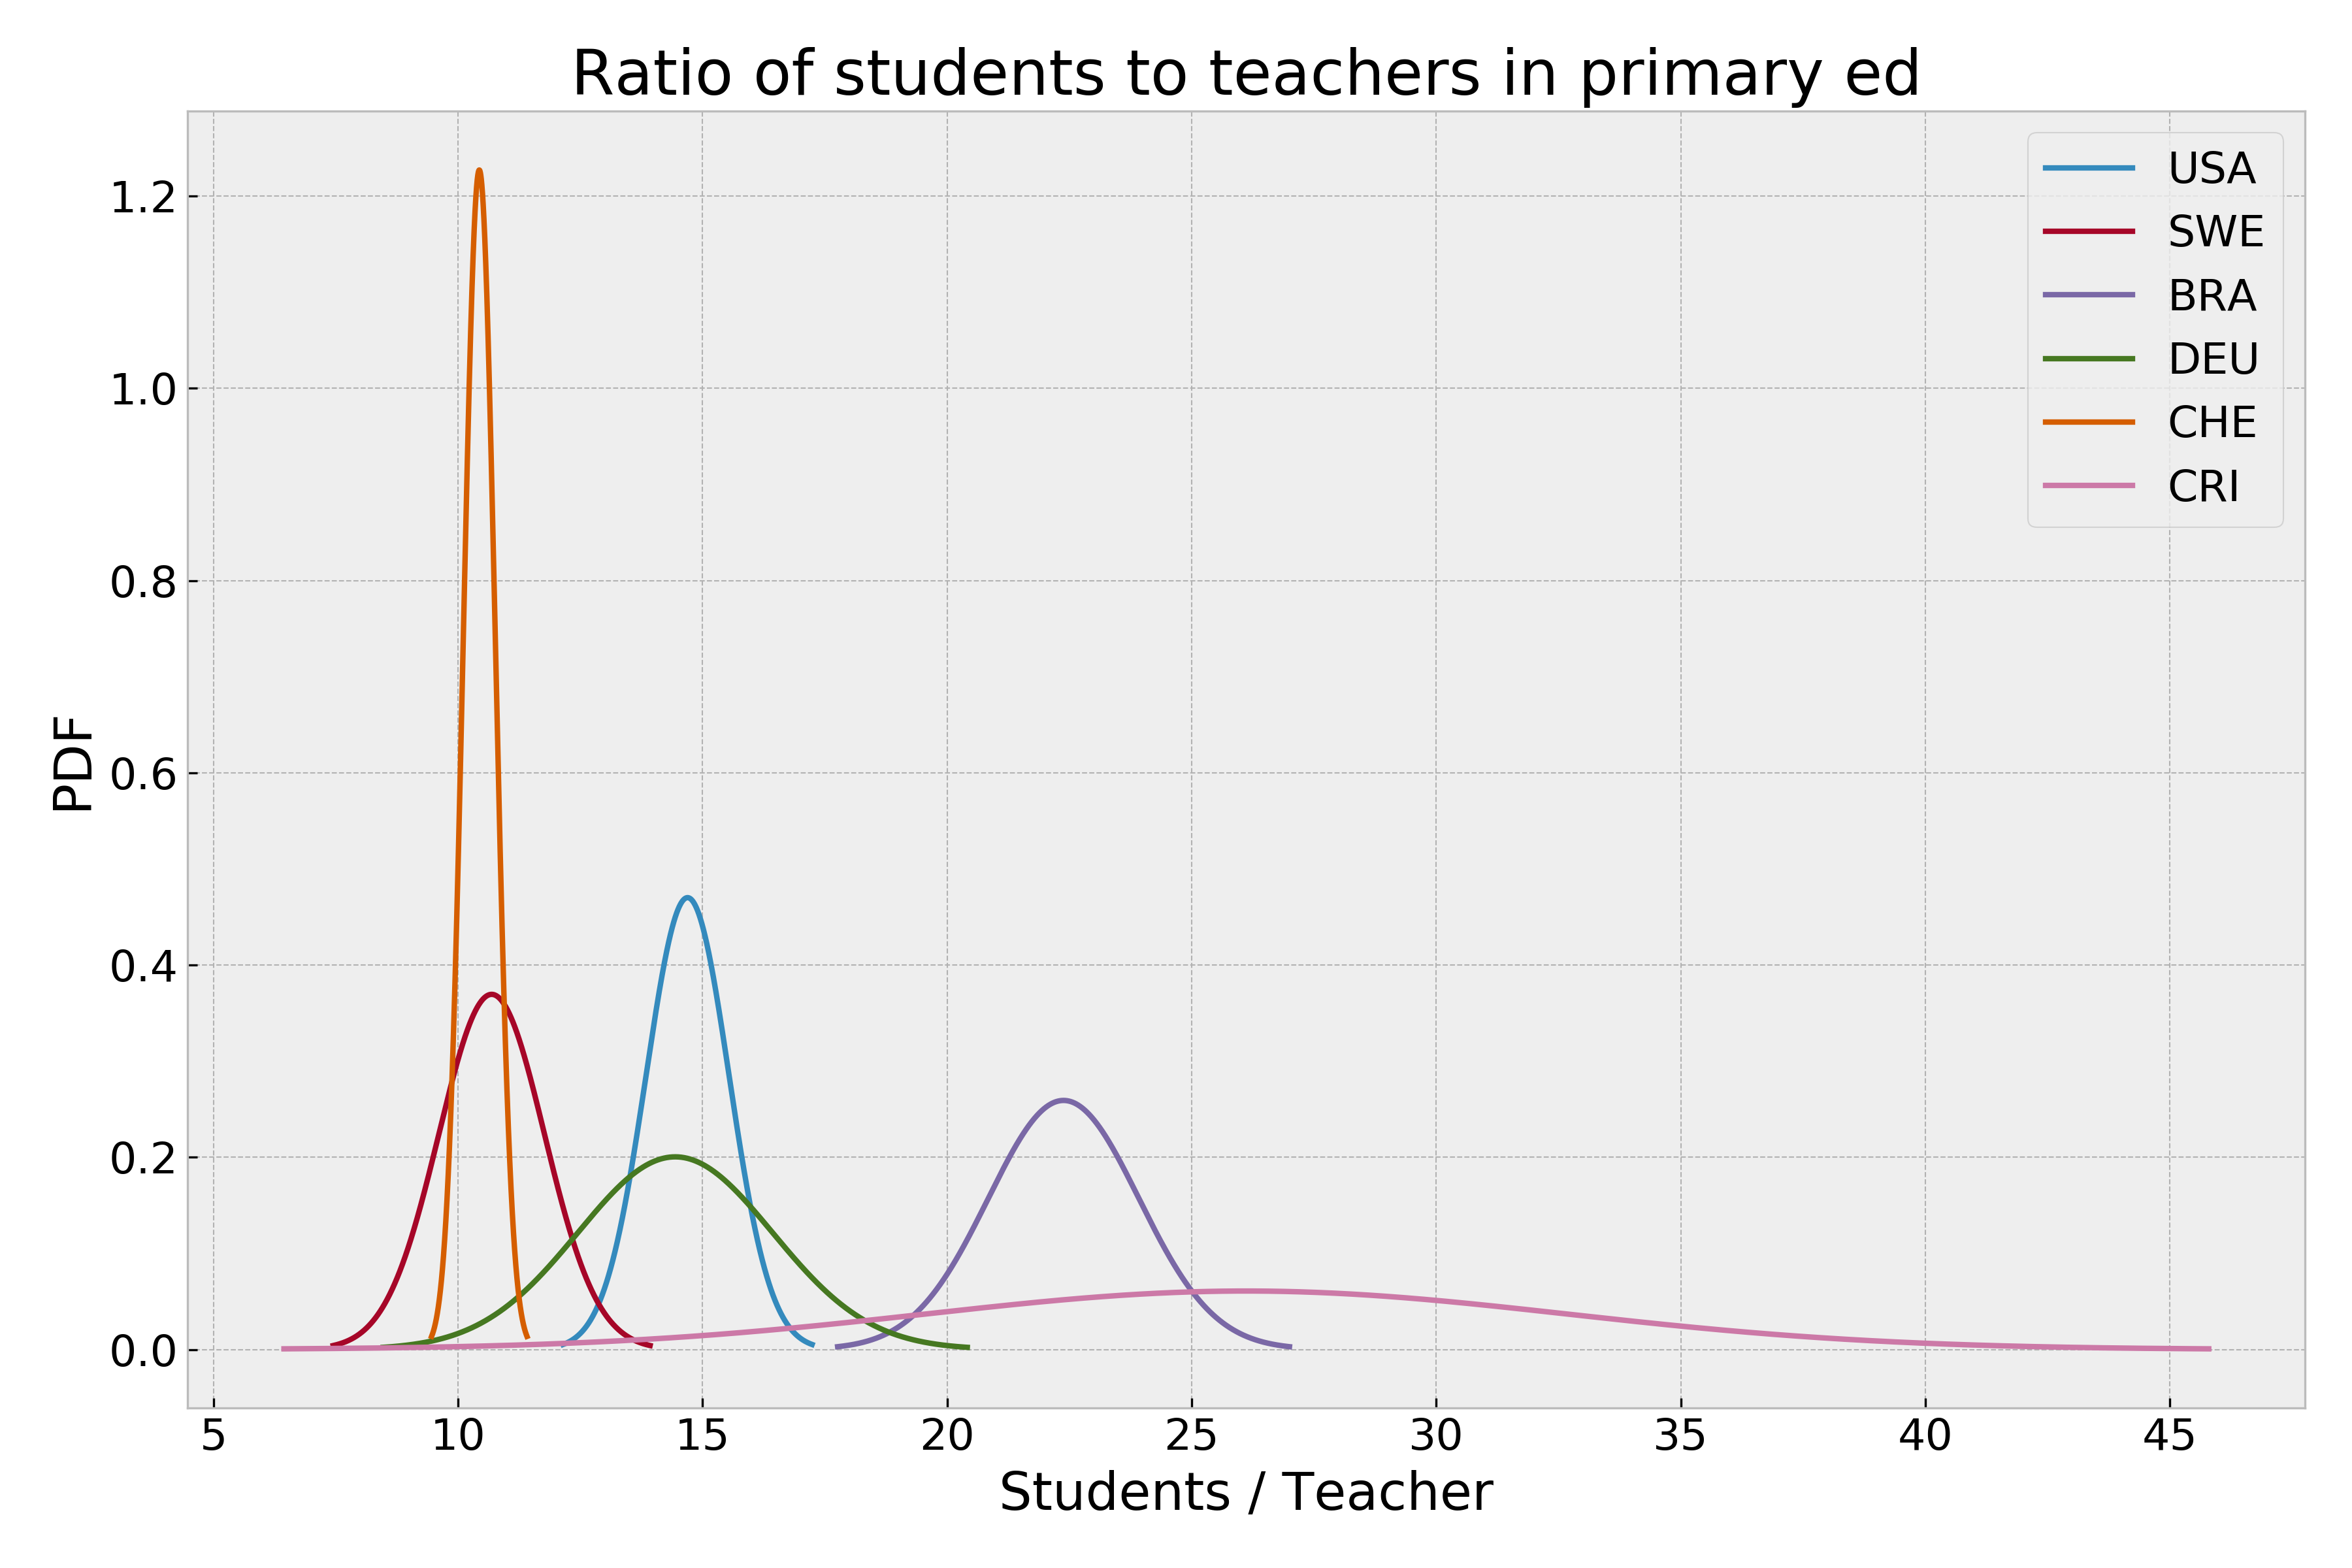 Ratio of students to teachers in primary ed
USA
SWE
BRA
DEU
CHE
CRI
1.2
1.0
0.8
0.6
0.4
0.2
0.0
PDF
5 10 15 20 25 30 35 40 45
Students / Teacher